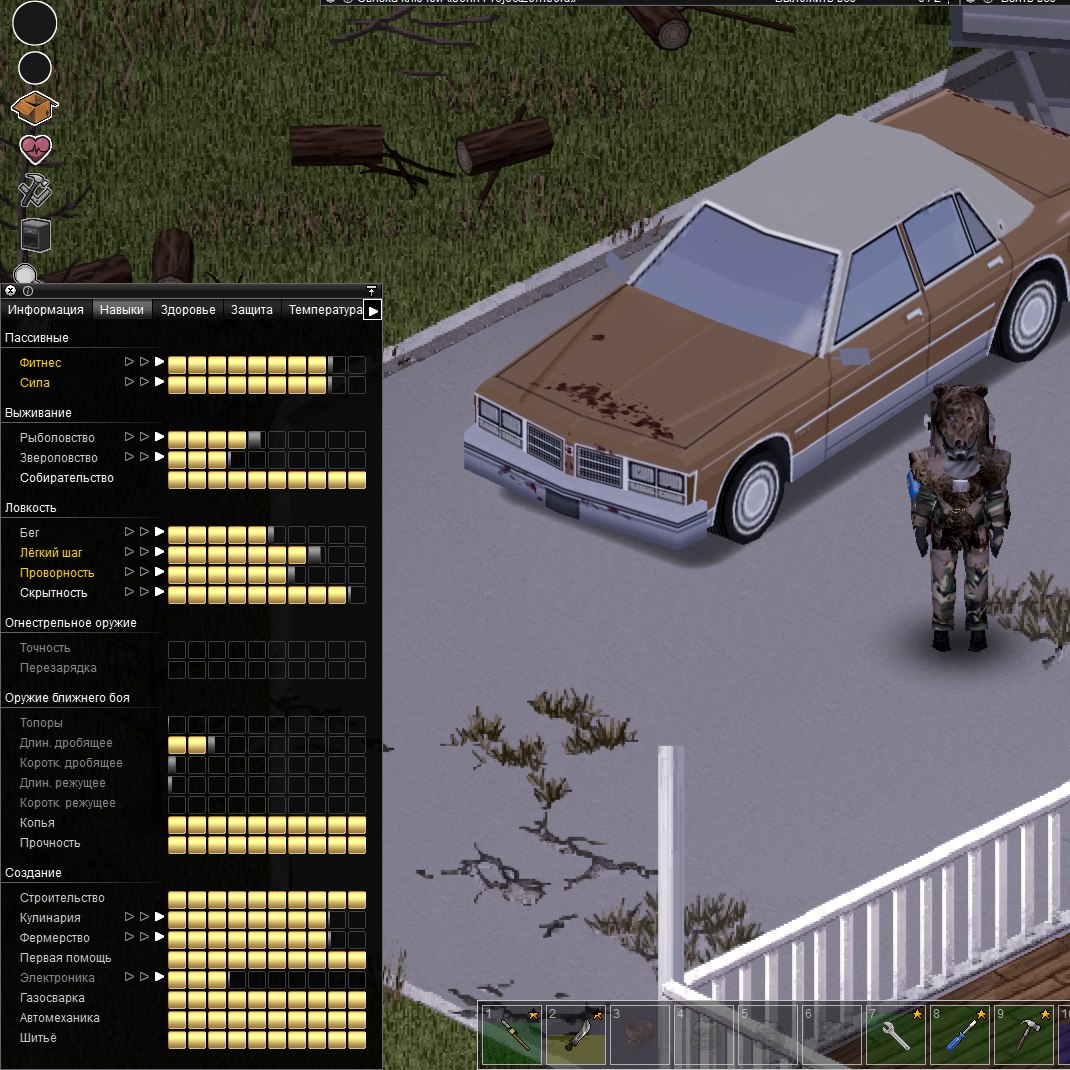 Информация Навыки Здоровье Защита Температура
Пассивные
Фитнес
Сила
Выживание
Рыболовство
Звероловство
Собирательство
Ловкость
Бег
Лёгкий шаг
Проворность
Скрытность
Огнестрельное оружие
Точность
Перезарядка
Оружие ближнего боя
Топоры
Длин. дробящее
Коротк. дробящее
Длин. режущее
Коротк. режущее
Копья
Прочность
Создание
Строительство
Кулинария
Фермерство
Первая помощь
Электроника
Газосварка
Автомеханика
Шитьё
1 2 3 4 5 6 7 8 9